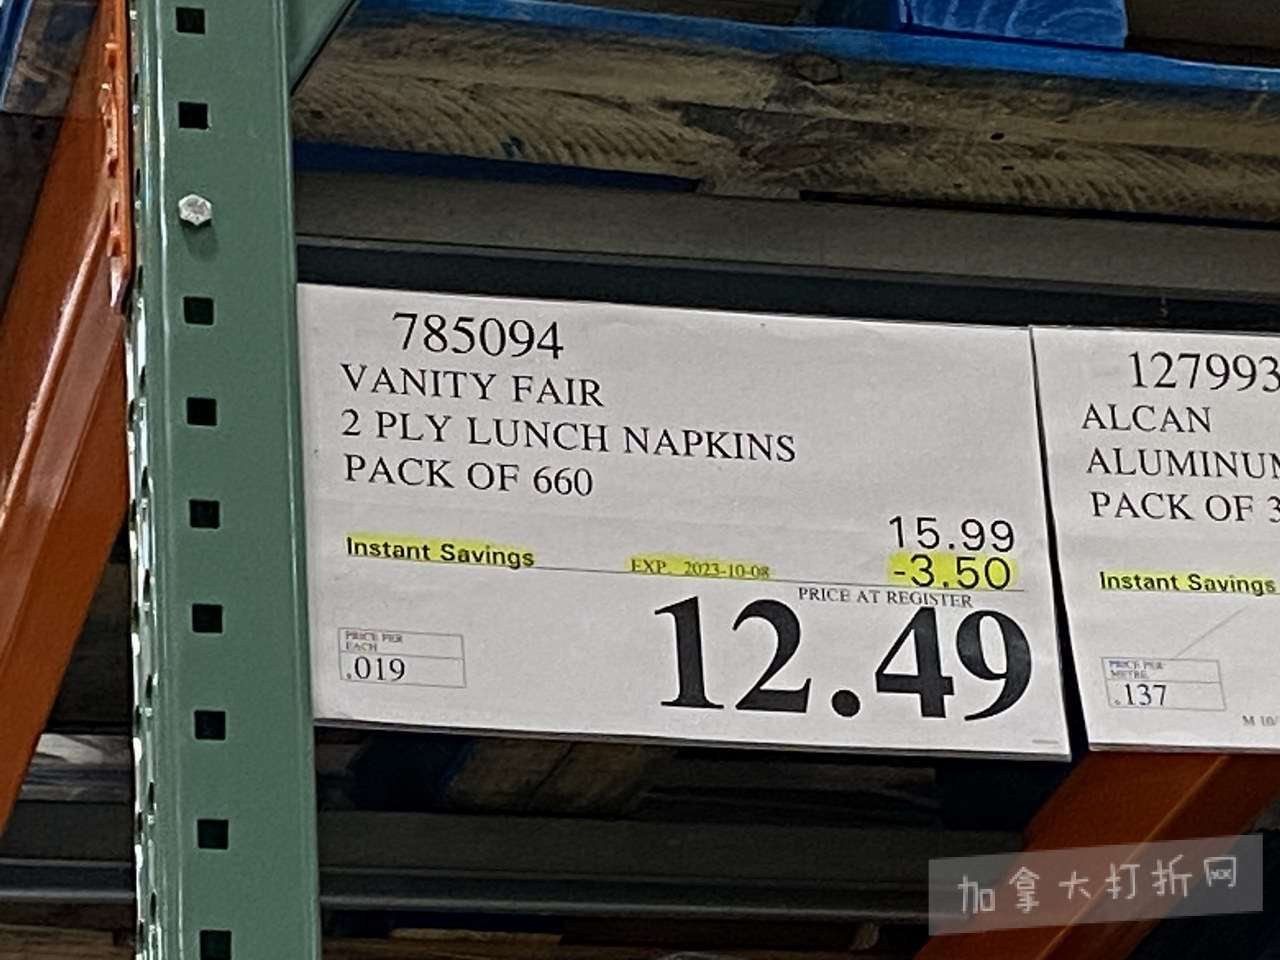 785094
VANITY FAIR
2 PLY LUNCH NAPKINS
PACK OF 660
15.99
Instant Savings EXP. 2023-10-08 -3.50
PRICE AT REGISTER
12.49
PRICE PER
EACH
.019
127993
ALCAN
ALUMINUM
PACK OF 3
Instant Savings
PRICE PER
METRE
.137
M 10/
加拿大打折网